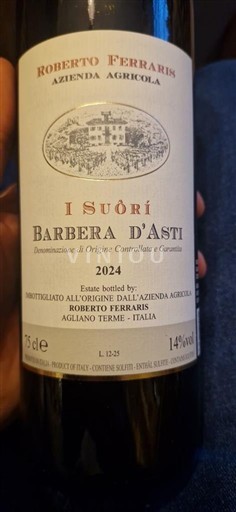 ROBERTO FERRARIS
AZIENDA AGRICOLA
I SUÒRÍ
BARBERA D'ASTI
Denominazione di Origine Controllata e Garantita
VINIOU
2024
Estate bottled by:
IMBOTTIGLIATO ALL'ORIGINE DALL'AZIENDA AGRICOLA
ROBERTO FERRARIS
AGLIANO TERME - ITALIA
L. 12-25
75 cl e 14%vol
PRODUCT OF ITALY - CONTIENE SOLFITI - ENTHÄLT SULFITE